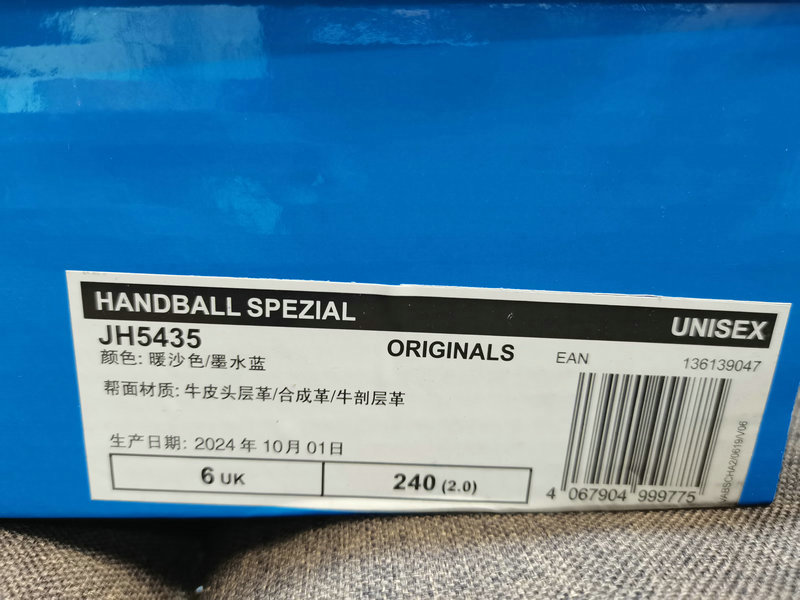 HANDBALL SPEZIAL
UNISEX
JH5435
ORIGINALS
颜色: 暖沙色/墨水蓝
EAN
136139047
帮面材质: 牛皮头层革/合成革/牛剖层革
生产日期: 2024 年 10 月 01日
6 UK
240 (2.0)
4 067904 999775